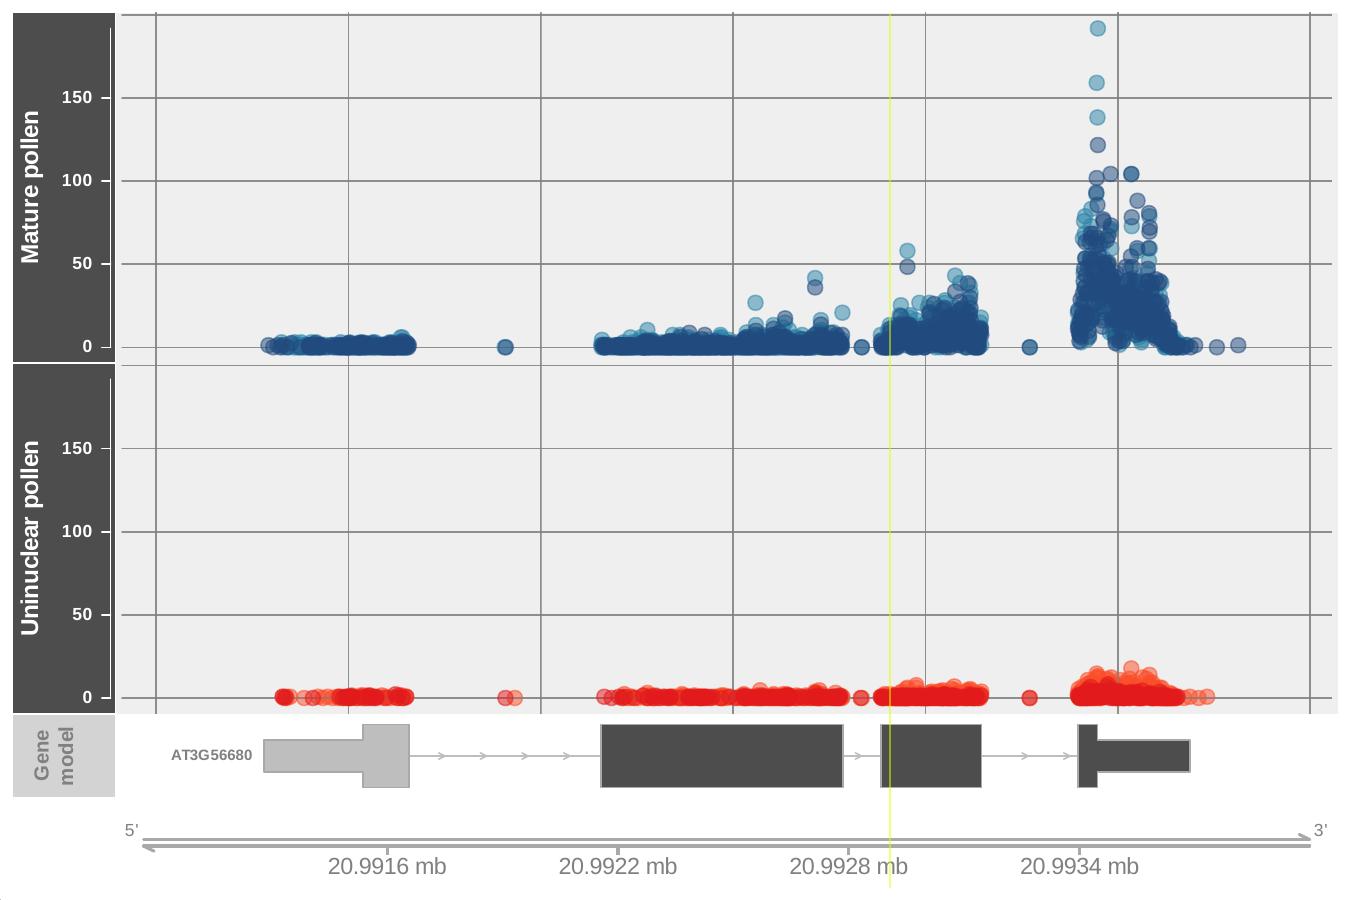 Mature pollen
150
100
50
0
Uninuclear pollen
150
100
50
0
Gene
model
AT3G56680
5'
3'
20.9916 mb
20.9922 mb
20.9928 mb
20.9934 mb